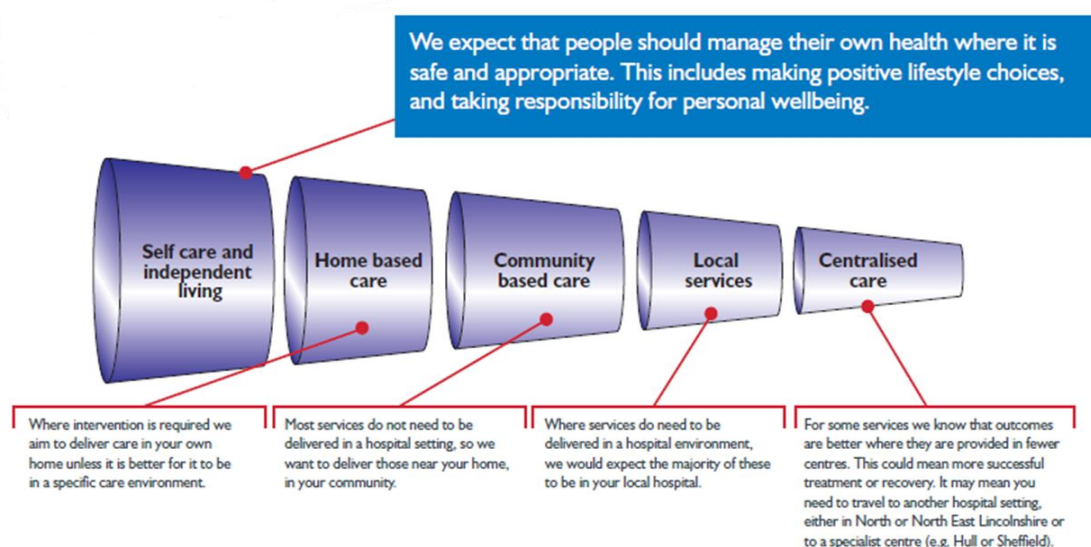 We expect that people should manage their own health where it is
safe and appropriate. This includes making positive lifestyle choices,
and taking responsibility for personal wellbeing.
Self care and
independent
living
Home based
care
Community
based care
Local
services
Centralised
care
Where intervention is required we
aim to deliver care in your own
home unless it is better for it to be
in a specific care environment.
Most services do not need to be
delivered in a hospital setting, so we
want to deliver those near your home,
in your community.
Where services do need to be
delivered in a hospital environment,
we would expect the majority of these
to be in your local hospital.
For some services we know that outcomes
are better where they are provided in fewer
centres. This could mean more successful
treatment or recovery. It may mean you
need to travel to another hospital setting,
either in North or North East Lincolnshire or
to a specialist centre (e.g. Hull or Sheffield).